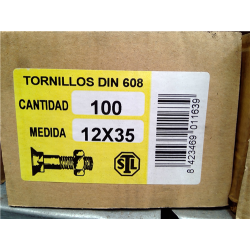 TORNILLOS DIN 608
CANTIDAD 100
MEDIDA 12X35
STL
8 423469 011639